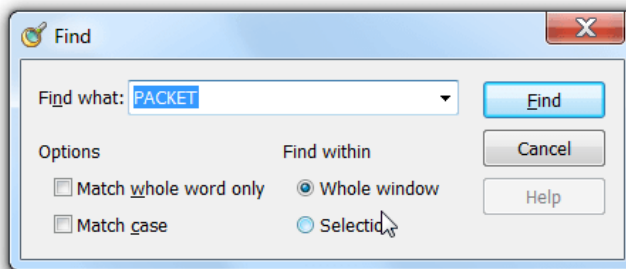 Find
Find what: PACKET
Find
Options
Find within
Cancel
Match whole word only
Whole window
Help
Match case